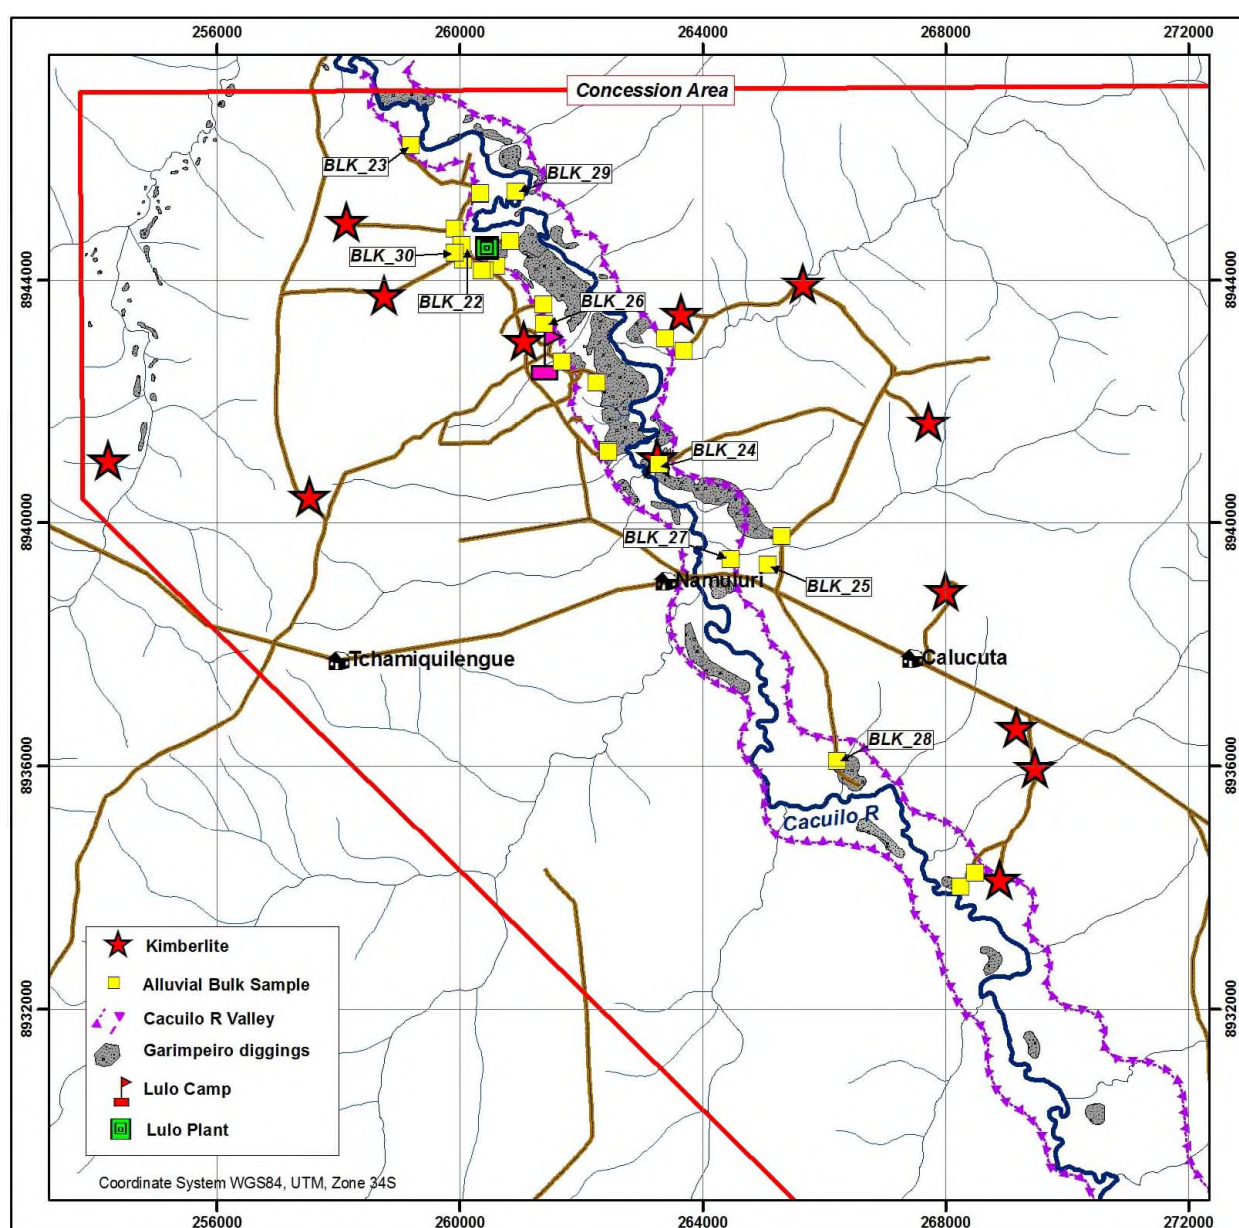 256000
260000
264000
268000
272000
Concession Area
BLK_23
BLK_29
BLK_30
BLK_22
BLK_26
8944000
8944000
BLK_24
8940000
8940000
BLK_27
BLK_25
Namuluri
Tchamiquilengue
Calucuta
BLK_28
8936000
8936000
Cacuilo R
Kimberlite
Alluvial Bulk Sample
Cacuilo R Valley
Garimpeiro diggings
Lulo Camp
Lulo Plant
8932000
8932000
Coordinate System WGS84, UTM, Zone 34S
256000
260000
264000
268000
272000